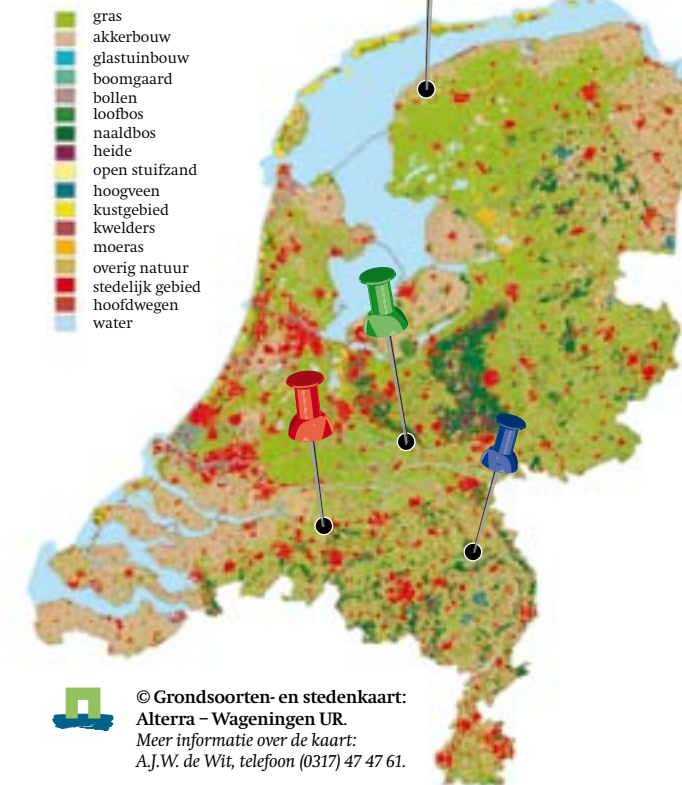 gras
akkerbouw
glastuinbouw
boomgaard
bollen
loofbos
naaldbos
heide
open stuifzand
hoogveen
kustgebied
kwelders
moeras
overig natuur
stedelijk gebied
hoofdwegen
water
© Grondsoorten- en stedenkaart:
Alterra – Wageningen UR.
Meer informatie over de kaart:
A.J.W. de Wit, telefoon (0317) 47 47 61.